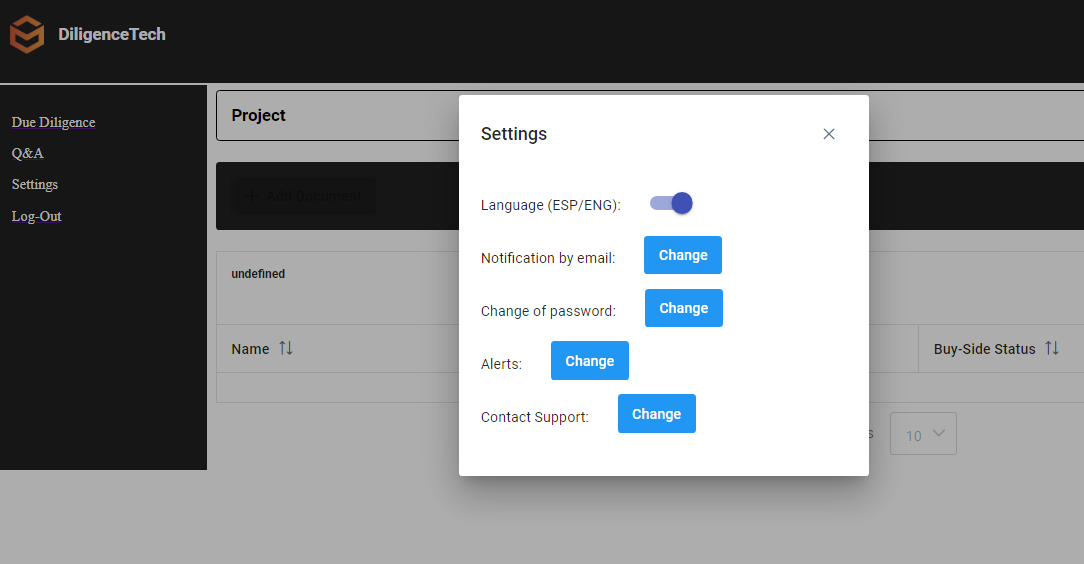 DiligenceTech
Due Diligence
Q&A
Settings
Log-Out
Project
+ Add Document
undefined
Name
Buy-Side Status
s
10
Settings
Language (ESP/ENG):
Notification by email: Change
Change of password: Change
Alerts: Change
Contact Support: Change